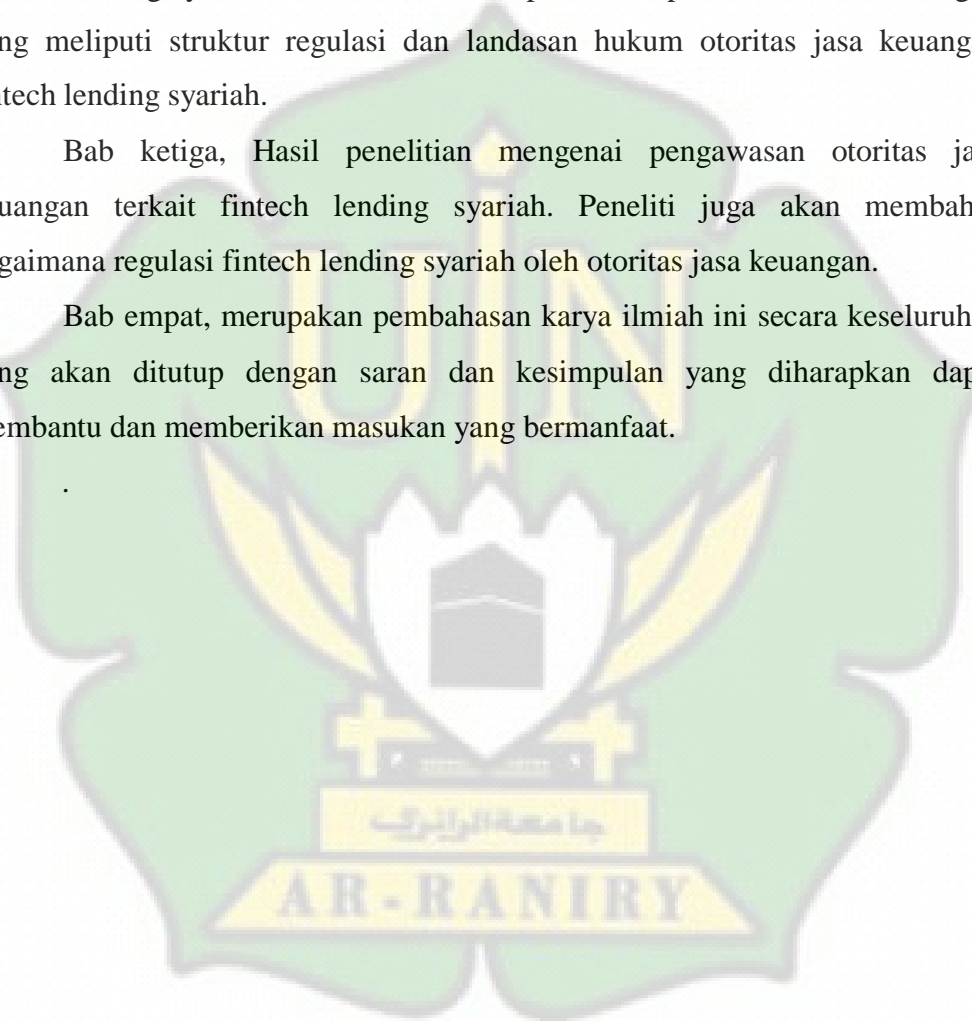 ng meliputi struktur regulasi dan landasan hukum otoritas jasa keuang
ntech lending syariah.
Bab ketiga, Hasil penelitian mengenai pengawasan otoritas ja
uangan terkait fintech lending syariah. Peneliti juga akan membah
gaimana regulasi fintech lending syariah oleh otoritas jasa keuangan.
Bab empat, merupakan pembahasan karya ilmiah ini secara keseluruh
ng akan ditutup dengan saran dan kesimpulan yang diharapkan dap
embantu dan memberikan masukan yang bermanfaat.
.
UIN
جامعة الرانري
AR-RANIRY